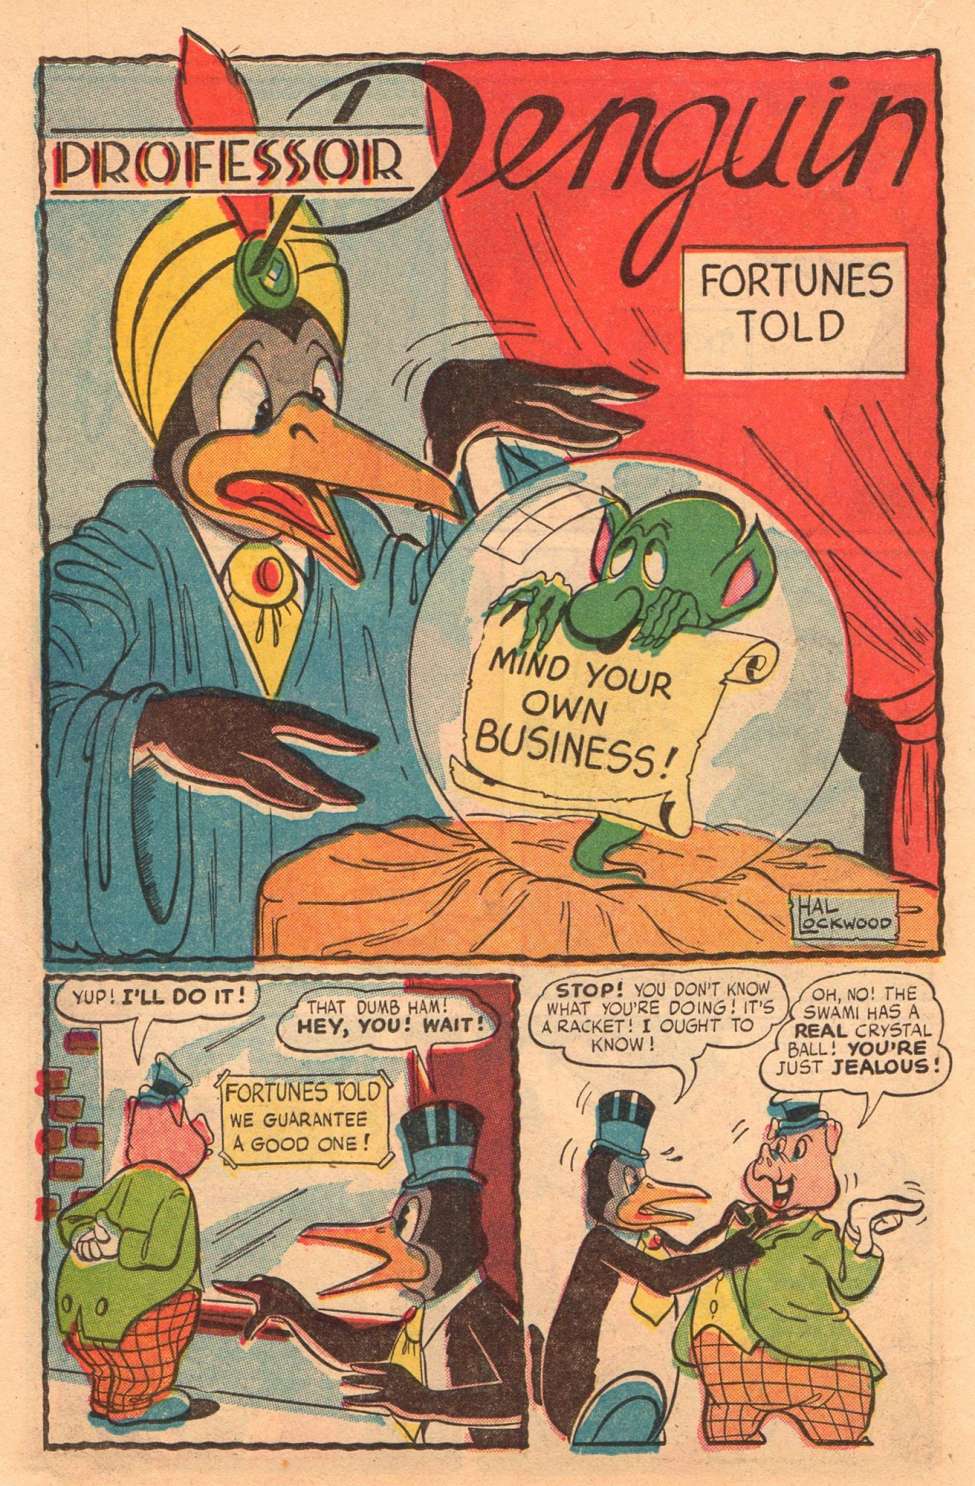 PROFESSOR Penguin
FORTUNES
TOLD
MIND YOUR
OWN
BUSINESS!
HAL
LOCKWOOD
YUP! I'LL DO IT!
THAT DUMB HAM!
HEY, YOU! WAIT!
FORTUNES TOLD
WE GUARANTEE
A GOOD ONE!
STOP! YOU DON'T KNOW
WHAT YOU'RE DOING! IT'S
A RACKET! I OUGHT TO
KNOW!
OH, NO! THE
SWAMI HAS A
REAL CRYSTAL
BALL! YOU'RE
JUST JEALOUS!